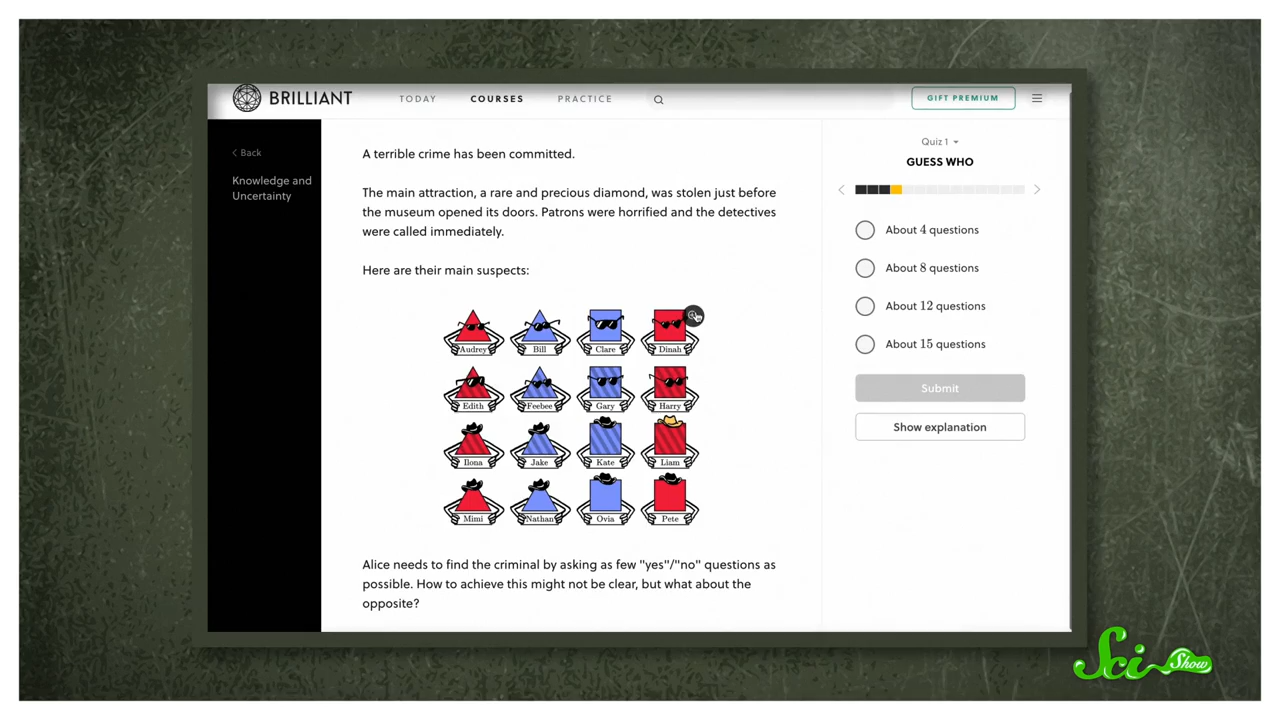 BRILLIANT
TODAY
COURSES
PRACTICE
GIFT PREMIUM
< Back
Knowledge and
Uncertainty
A terrible crime has been committed.
The main attraction, a rare and precious diamond, was stolen just before
the museum opened its doors. Patrons were horrified and the detectives
were called immediately.
Here are their main suspects:
Audrey
Bill
Clare
Dinah
Edith
Feebee
Gary
Harry
Ilona
Jake
Kate
Liam
Mimi
Nathan
Ovia
Pete
Alice needs to find the criminal by asking as few "yes"/"no" questions as
possible. How to achieve this might not be clear, but what about the
opposite?
Quiz 1
GUESS WHO
About 4 questions
About 8 questions
About 12 questions
About 15 questions
Submit
Show explanation
Sci Show